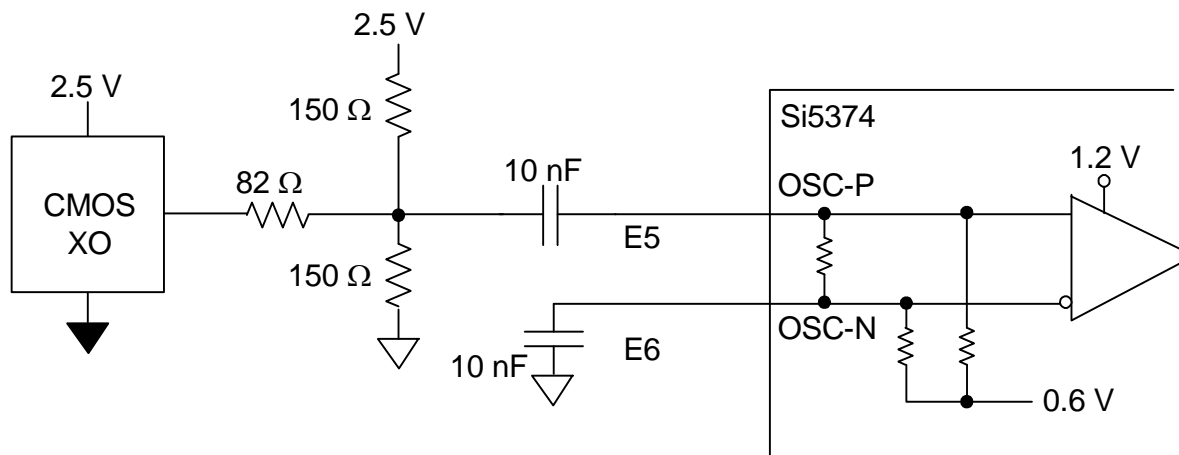 2.5 V
2.5 V
150 Ω
Si5374
10 nF
1.2 V
82 Ω
OSC-P
CMOS
XO
E5
150 Ω
OSC-N
10 nF
E6
0.6 V